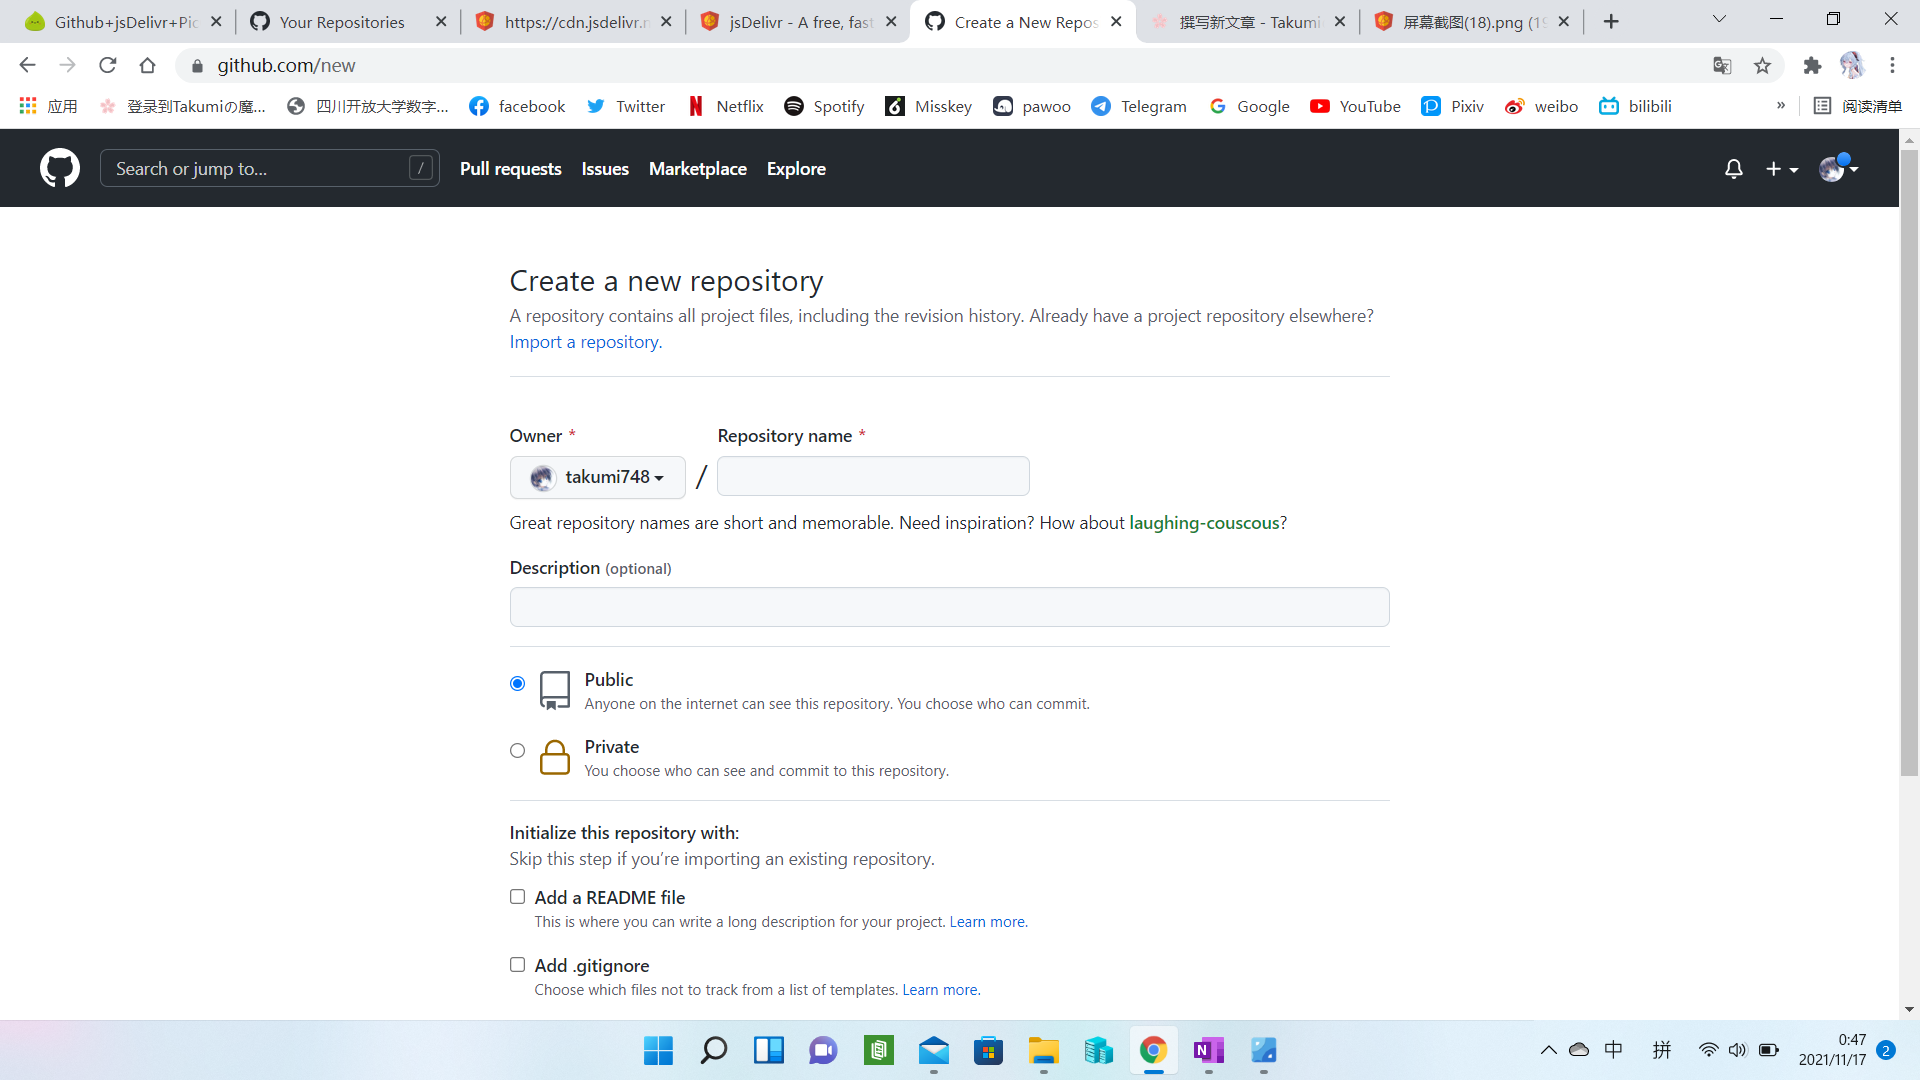 Github+jsDelivr+Pic
Your Repositories
https://cdn.jsdelivr.n
jsDelivr - A free, fast
Create a New Repos
撰写新文章 - Takumi
屏幕截图(18).png (19
github.com/new
应用
登录到Takumiの魔...
四川开放大学数字...
facebook
Twitter
Netflix
Spotify
Misskey
pawoo
Telegram
Google
YouTube
Pixiv
weibo
bilibili
»
阅读清单
Search or jump to...
/
Pull requests
Issues
Marketplace
Explore
Create a new repository
A repository contains all project files, including the revision history. Already have a project repository elsewhere?
Import a repository.
Owner *
Repository name *
takumi748
/
Great repository names are short and memorable. Need inspiration? How about laughing-couscous?
Description (optional)
Public
Anyone on the internet can see this repository. You choose who can commit.
Private
You choose who can see and commit to this repository.
Initialize this repository with:
Skip this step if you’re importing an existing repository.
Add a README file
This is where you can write a long description for your project. Learn more.
Add .gitignore
Choose which files not to track from a list of templates. Learn more.
中
拼
0:47
2021/11/17
2